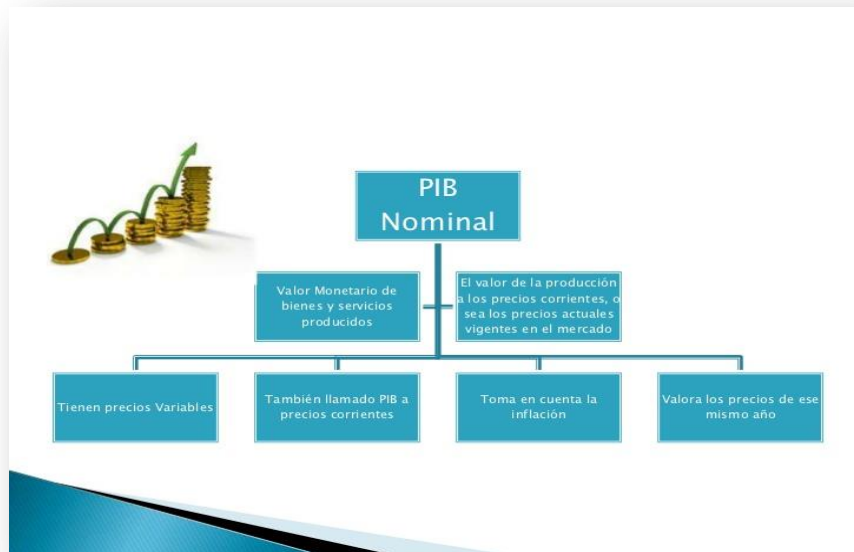 PIB
Nominal
Valor Monetario de
bienes y servicios
producidos
El valor de la producción
a los precios corrientes, o
sea los precios actuales
vigentes en el mercado
Tienen precios Variables
También llamado PIB a
precios corrientes
Toma en cuenta la
inflación
Valora los precios de ese
mismo año